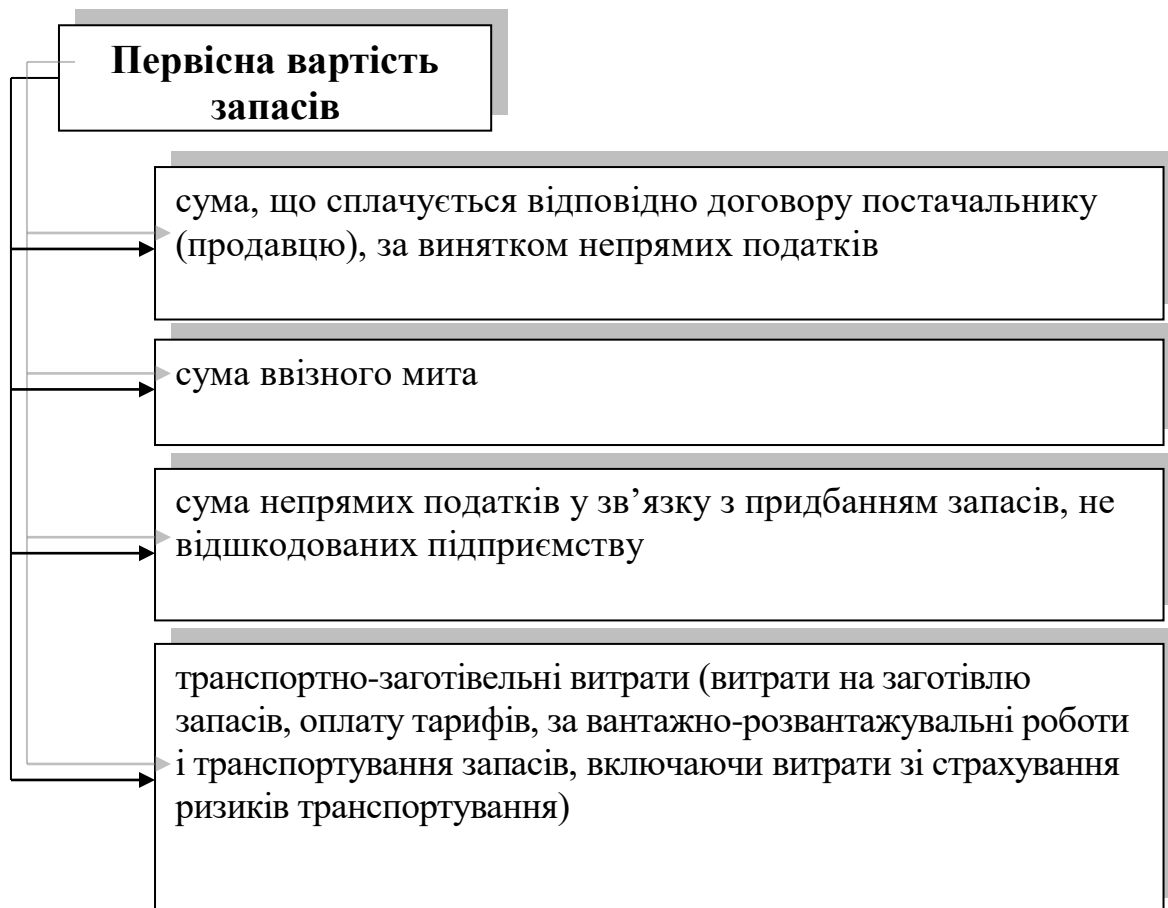 Первісна вартість
запасів
сума, що сплачується відповідно договору постачальнику
(продавцю), за винятком непрямих податків
сума ввізного мита
сума непрямих податків у зв’язку з придбанням запасів, не
відшкодованих підприємству
транспортно-заготівельні витрати (витрати на заготівлю
запасів, оплату тарифів, за вантажно-розвантажувальні роботи
і транспортування запасів, включаючи витрати зі страхування
ризиків транспортування)